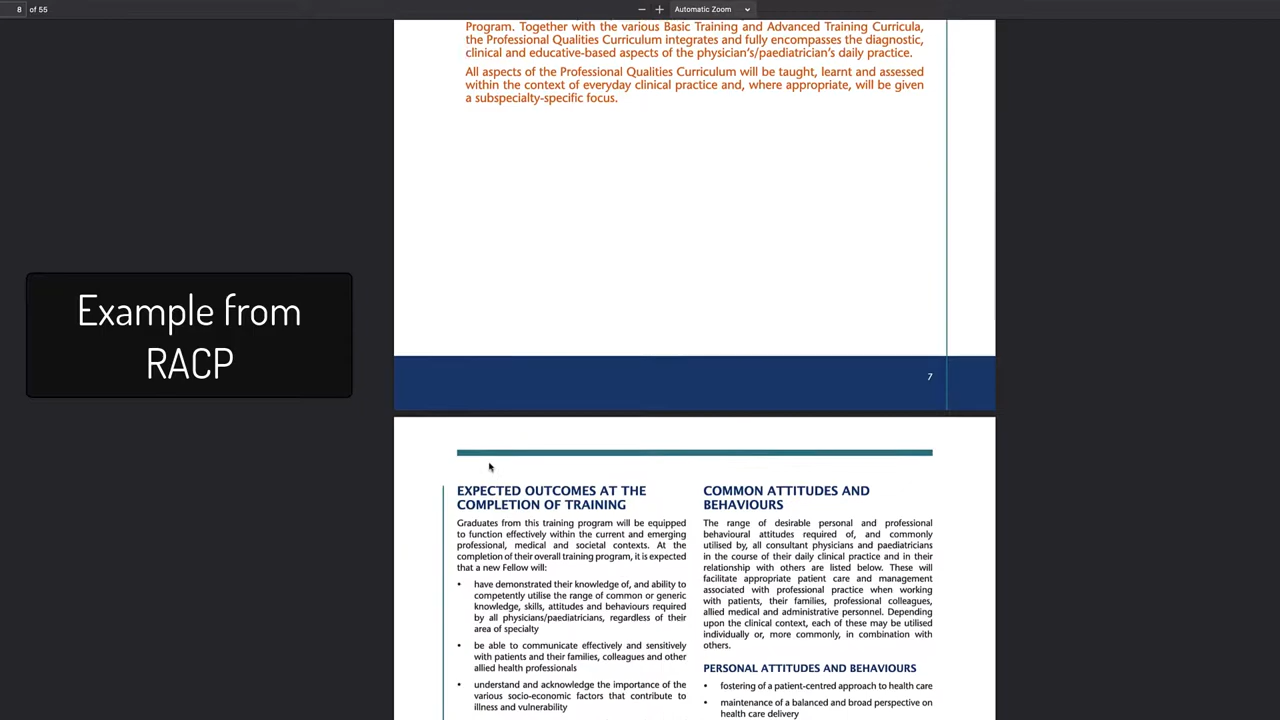 8 of 55
Automatic Zoom
Program. Together with the various Basic Training and Advanced Training Curricula,
the Professional Qualities Curriculum integrates and fully encompasses the diagnostic,
clinical and educative-based aspects of the physician's/paediatrician's daily practice.
All aspects of the Professional Qualities Curriculum will be taught, learnt and assessed
within the context of everyday clinical practice and, where appropriate, will be given
a subspecialty-specific focus.
Example from
RACP
7
EXPECTED OUTCOMES AT THE
COMPLETION OF TRAINING
Graduates from this training program will be equipped
to function effectively within the current and emerging
professional, medical and societal contexts. At the
completion of their overall training program, it is expected
that a new Fellow will:
• have demonstrated their knowledge of, and ability to
competently utilise the range of common or generic
knowledge, skills, attitudes and behaviours required
by all physicians/paediatricians, regardless of their
area of specialty
• be able to communicate effectively and sensitively
with patients and their families, colleagues and other
allied health professionals
• understand and acknowledge the importance of the
various socio-economic factors that contribute to
illness and vulnerability
COMMON ATTITUDES AND
BEHAVIOURS
The range of desirable personal and professional
behavioural attitudes required of, and commonly
utilised by, all consultant physicians and paediatricians
in the course of their daily clinical practice and in their
relationship with others are listed below. These will
facilitate appropriate patient care and management
associated with professional practice when working
with patients, their families, professional colleagues,
allied medical and administrative personnel. Depending
upon the clinical context, each of these may be utilised
individually or, more commonly, in combination with
others.
PERSONAL ATTITUDES AND BEHAVIOURS
• fostering of a patient-centred approach to health care
• maintenance of a balanced and broad perspective on
health care delivery